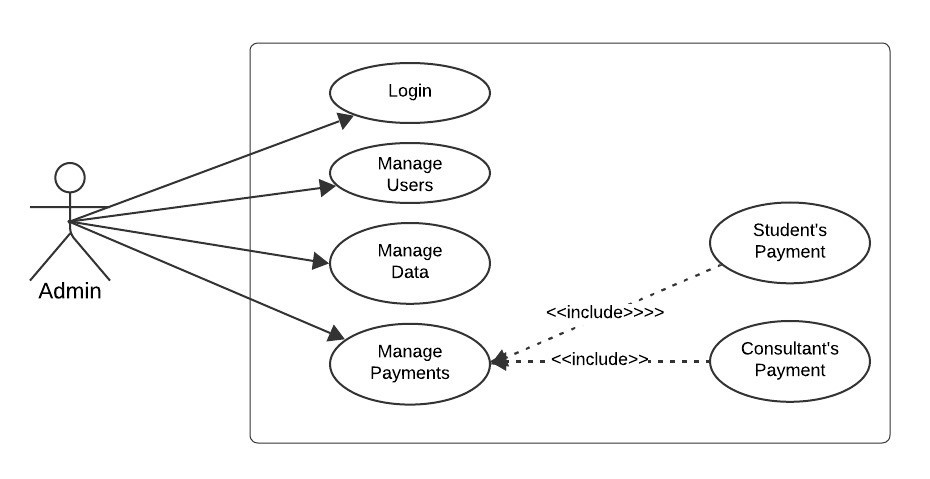 Login
Manage
Users
Manage
Data
Manage
Payments
Student's
Payment
Consultant's
Payment
<<include>>>>
<<include>>
Admin